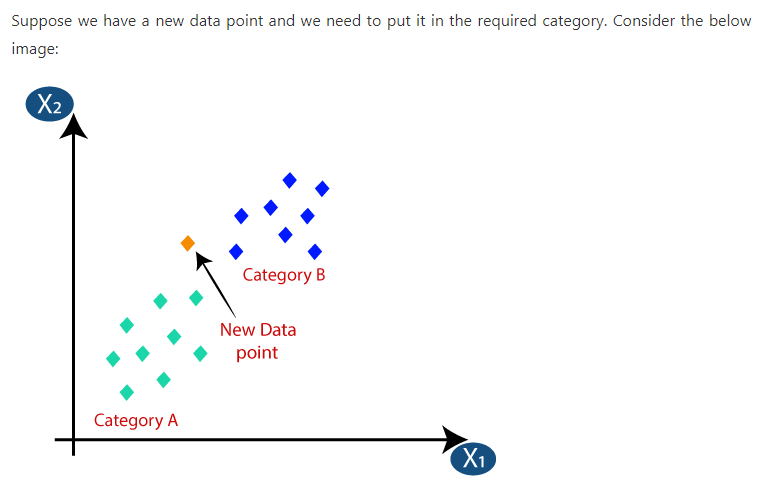 Suppose we have a new data point and we need to put it in the required category. Consider the below
image:
X2
Category B
New Data
point
Category A
X1